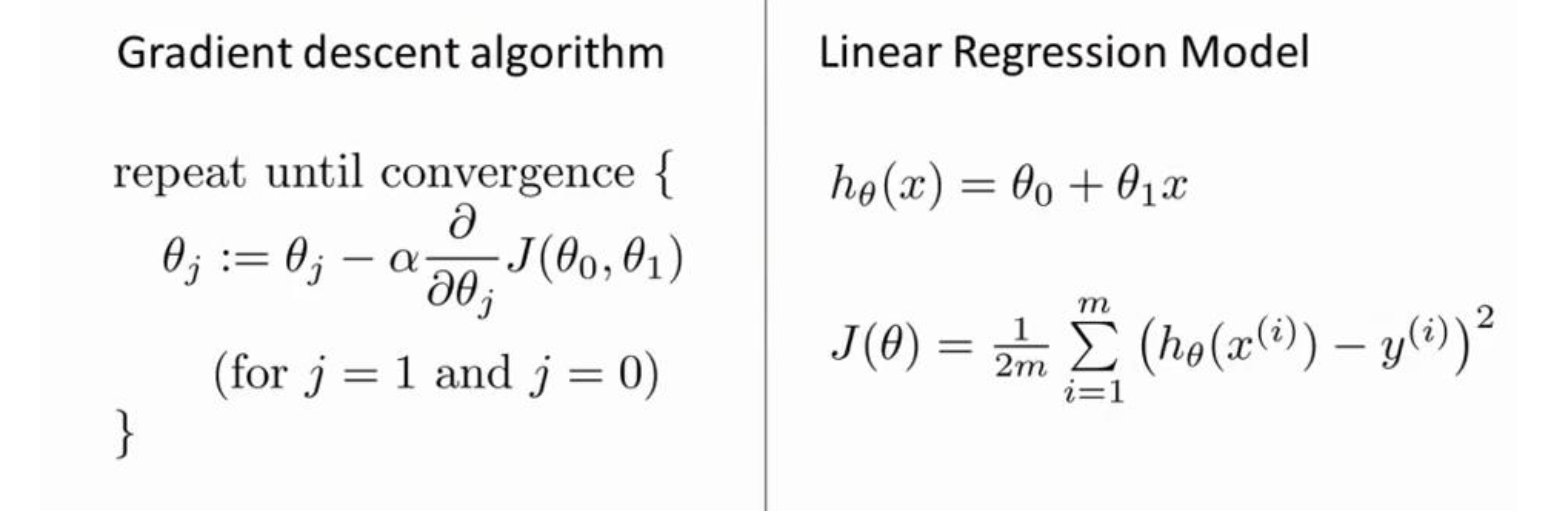 Gradient descent algorithm
repeat until convergence {
θ_j := θ_j − α ∂/∂θ_j J(θ_0, θ_1)
(for j = 1 and j = 0)
}
Linear Regression Model
h_θ(x) = θ_0 + θ_1x
J(θ) = 1/2m ∑_{i=1}^{m} (h_θ(x^{(i)}) − y^{(i)})^2